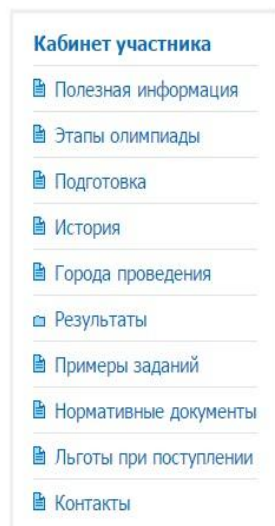 Кабинет участника
Полезная информация
Этапы олимпиады
Подготовка
История
Города проведения
Результаты
Примеры заданий
Нормативные документы
Льготы при поступлении
Контакты